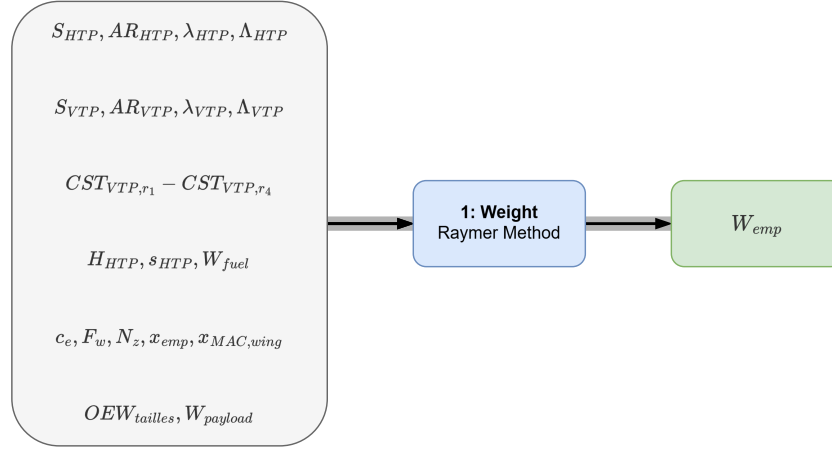 S_{HTP}, AR_{HTP}, λ_{HTP}, Λ_{HTP}
S_{VTP}, AR_{VTP}, λ_{VTP}, Λ_{VTP}
CST_{VTP,r_1} − CST_{VTP,r_4}
H_{HTP}, s_{HTP}, W_{fuel}
c_e, F_w, N_z, x_{emp}, x_{MAC,wing}
OEW_{tailles}, W_{payload}
1: Weight
Raymer Method
W_{emp}